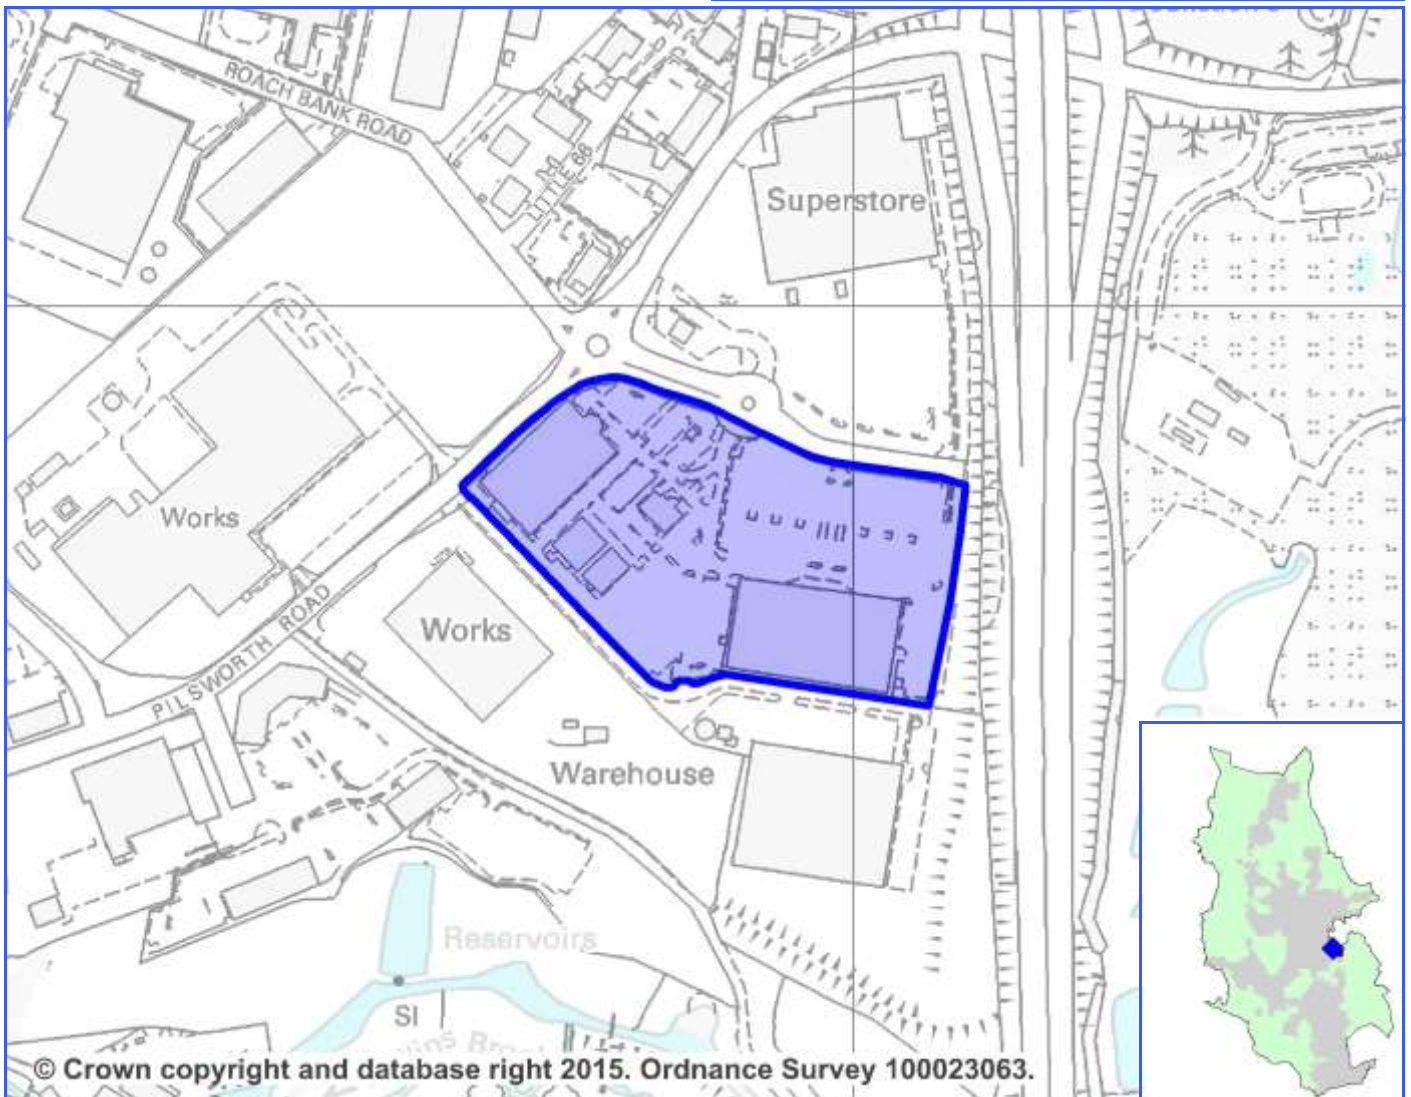 ROACH BANK ROAD
68
Superstore
Works
Works
PILSWORTH ROAD
Warehouse
Reservoirs
Sl
© Crown copyright and database right 2015. Ordnance Survey 100023063.